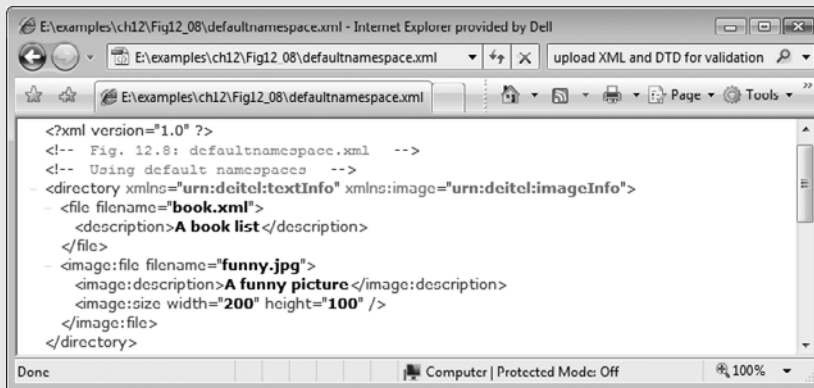 E:\examples\ch12\Fig12_08\defaultnamespace.xml - Internet Explorer provided by Dell
E:\examples\ch12\Fig12_08\defaultnamespace.xml upload XML and DTD for validation
E:\examples\ch12\Fig12_08\defaultnamespace.xml Page Tools »
<?xml version="1.0" ?>
<!-- Fig. 12.8: defaultnamespace.xml -->
<!-- Using default namespaces -->
- <directory xmlns="urn:deitel:textInfo" xmlns:image="urn:deitel:imageInfo">
- <file filename="book.xml">
<description>A book list</description>
</file>
- <image:file filename="funny.jpg">
<image:description>A funny picture</image:description>
<image:size width="200" height="100" />
</image:file>
</directory>
Done Computer | Protected Mode: Off 100%